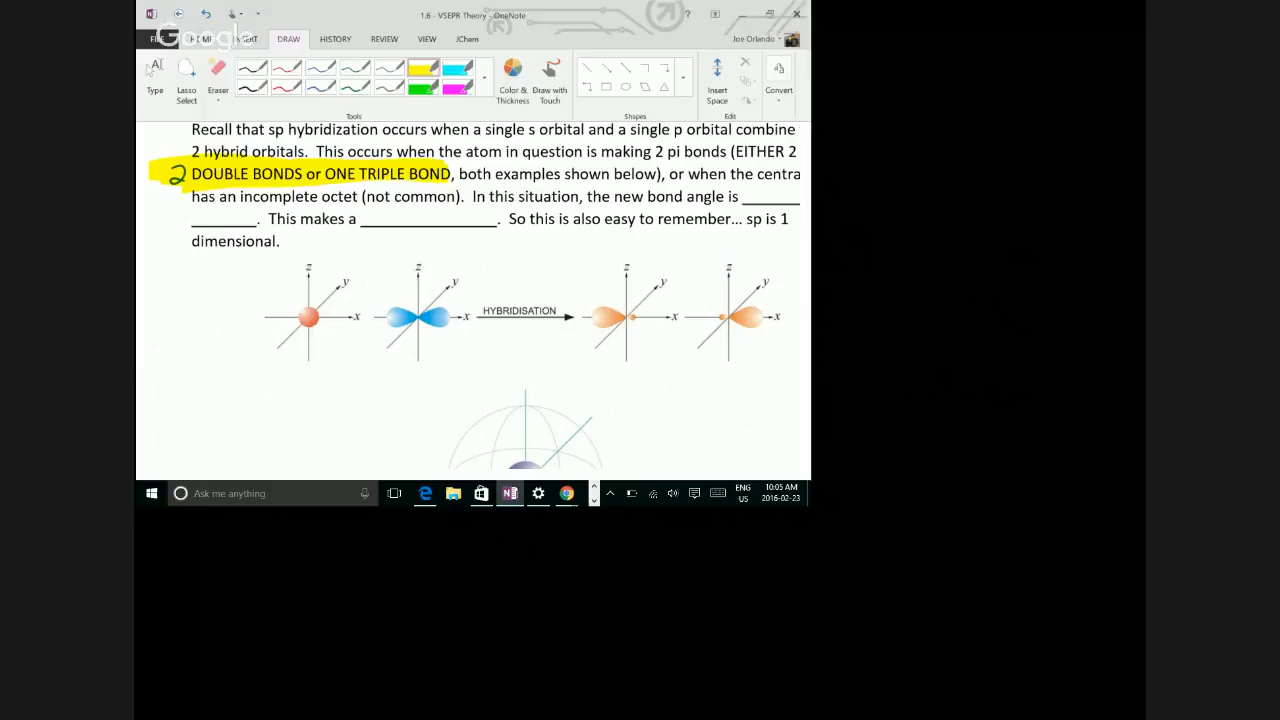 1.6 - VSEPR Theory - OneNote
Joe Orlando
Google
FILE HOME INSERT DRAW HISTORY REVIEW VIEW JChem
Type Lasso Select Eraser Color & Thickness Draw with Touch Insert Space Convert
Tools Shapes Edit
Recall that sp hybridization occurs when a single s orbital and a single p orbital combine
2 hybrid orbitals. This occurs when the atom in question is making 2 pi bonds (EITHER 2
2 DOUBLE BONDS or ONE TRIPLE BOND, both examples shown below), or when the centra
has an incomplete octet (not common). In this situation, the new bond angle is _______
________. This makes a _________________. So this is also easy to remember... sp is 1
dimensional.
z y x
z y x
HYBRIDISATION
z y x
z y x
Ask me anything
ENG US
10:05 AM
2016-02-23